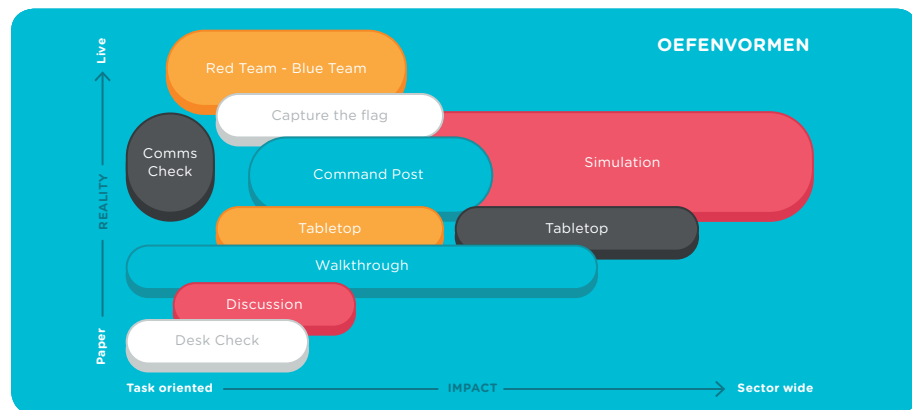 OEFENVORMEN
Live
REALITY
Paper
Red Team - Blue Team
Capture the flag
Comms
Check
Simulation
Command Post
Tabletop
Tabletop
Walkthrough
Discussion
Desk Check
Task oriented
IMPACT
Sector wide